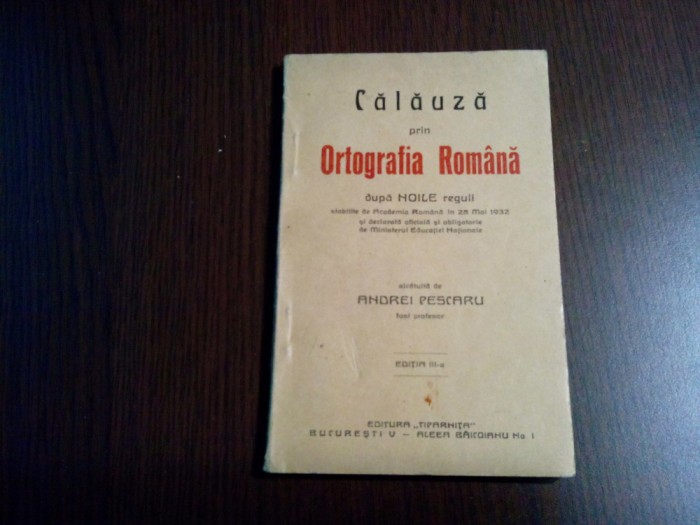 Călăuză
prin
Ortografia Română
după NOILE reguli
stabilite de Academia Română în 25 Mai 1932
și declarată oficială și obligatorie
de Ministerul Educației Naționale
alcătuită de
ANDREI PESCARU
fost profesor
EDIȚIA III-a
EDITURA „TIPARNIȚA"
BUCUREȘTI V — ALEEA BĂICOIANU No 1